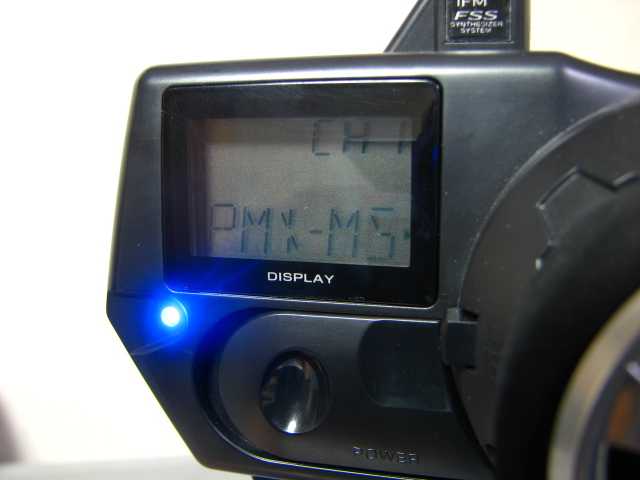 IFM
FSS
SYNTHESIZER
SYSTEM
CH1
PMX-MS
DISPLAY
POWER